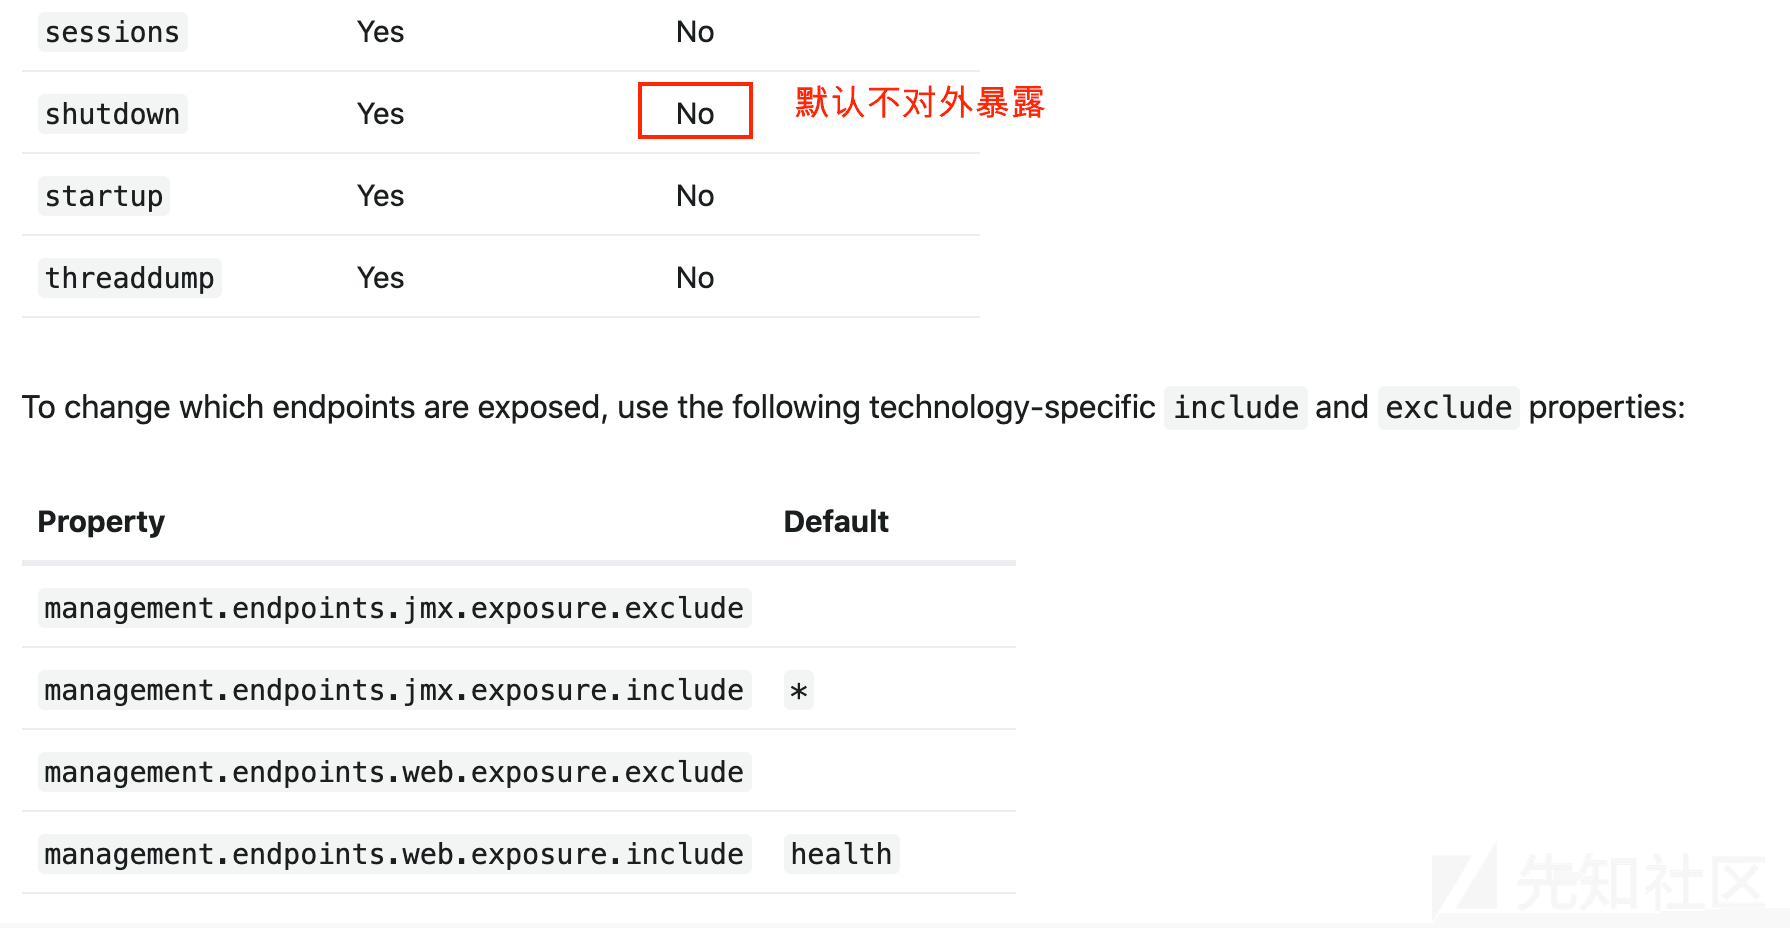 sessions Yes No
shutdown Yes No 默认不对外暴露
startup Yes No
threaddump Yes No
To change which endpoints are exposed, use the following technology-specific include and exclude properties:
Property Default
management.endpoints.jmx.exposure.exclude
management.endpoints.jmx.exposure.include *
management.endpoints.web.exposure.exclude
management.endpoints.web.exposure.include health
先知社区